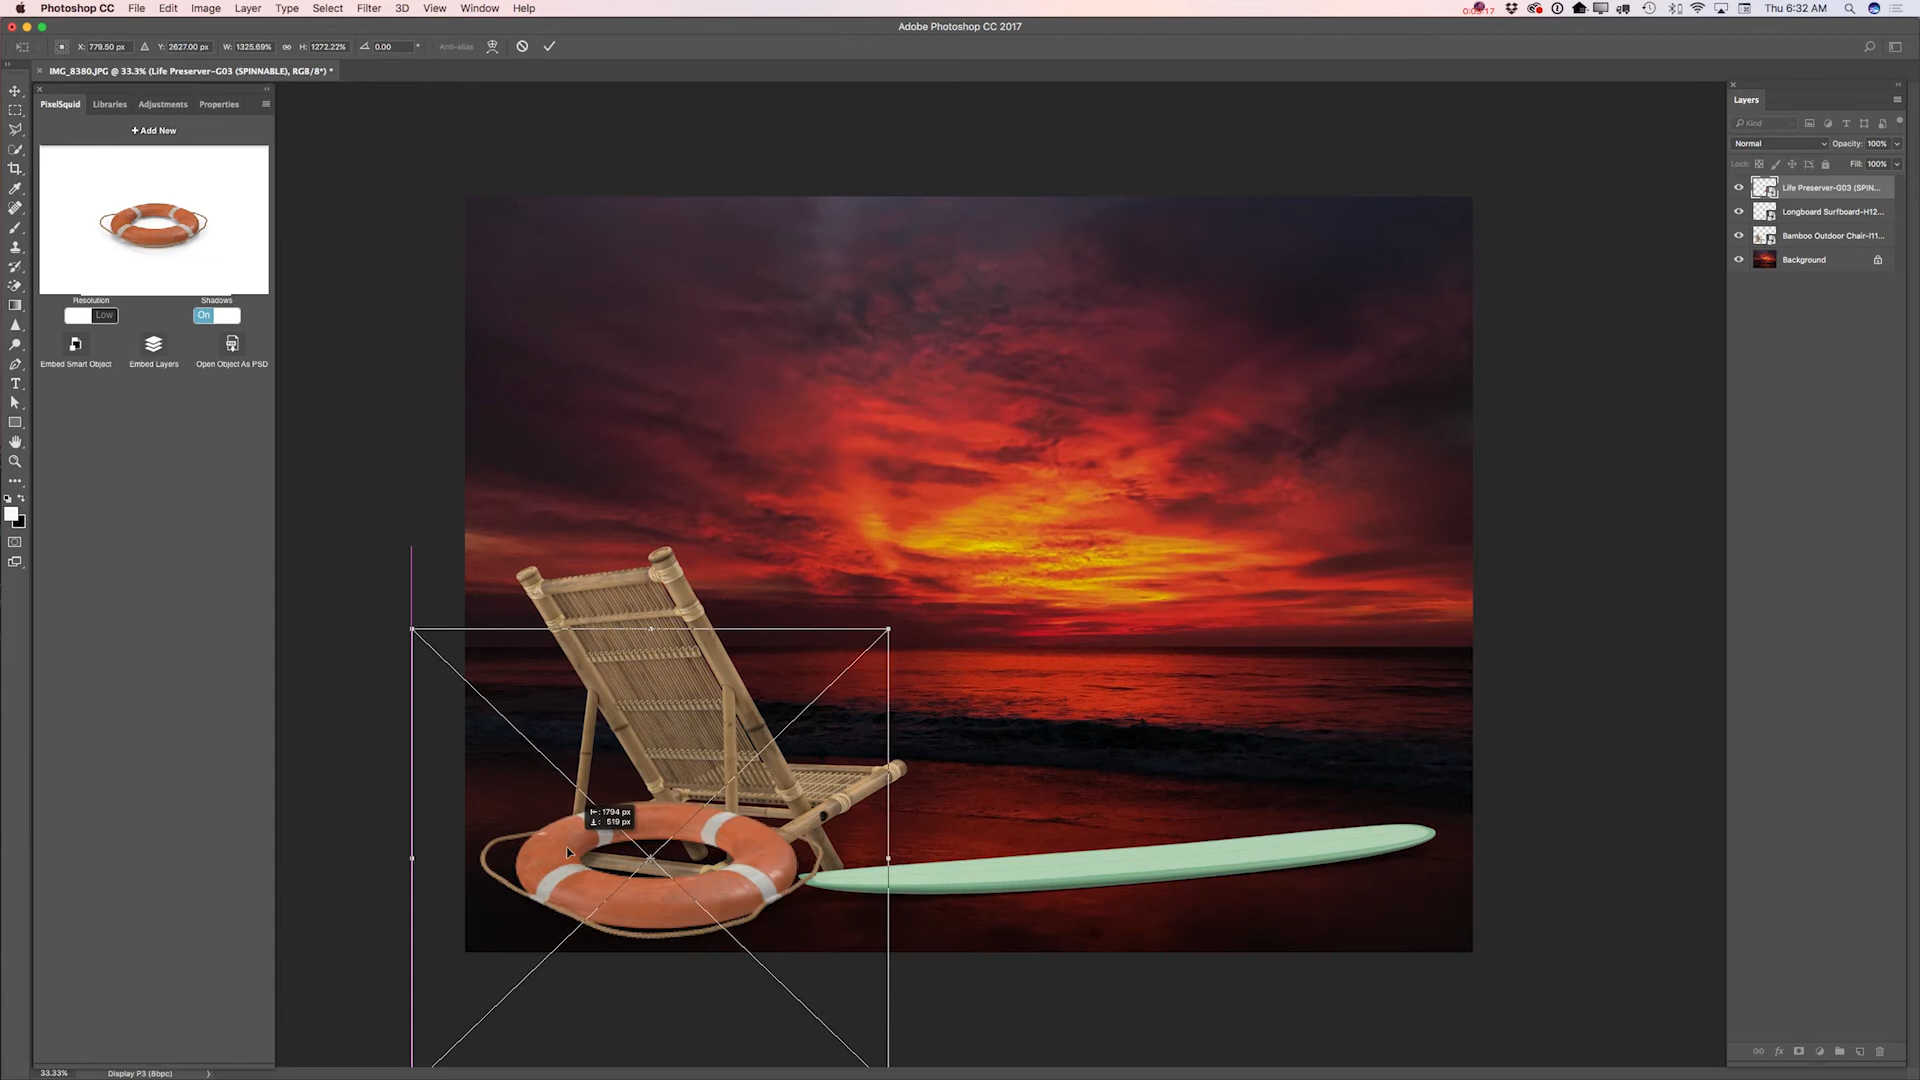 Photoshop CC File Edit Image Layer Type Select Filter 3D View Window Help
Thu 6:32 AM
Adobe Photoshop CC 2017
X: 779.50 px Y: 2627.00 px W: 1325.69% H: 1272.22% 0.00 Anti-alias
IMG_8380.JPG @ 33.3% (Life Preserver-G03 (SPINNABLE), RGB/8*) *
PixelSquid Libraries Adjustments Properties
+ Add New
Resolution Shadows
Low On
Embed Smart Object Embed Layers Open Object As PSD
1794 px
519 px
Layers
Kind
Normal Opacity: 100%
Lock: Fill: 100%
Life Preserver-G03 (SPIN...
Longboard Surfboard-H12...
Bamboo Outdoor Chair-I11...
Background
33.33% Display P3 (8bpc)